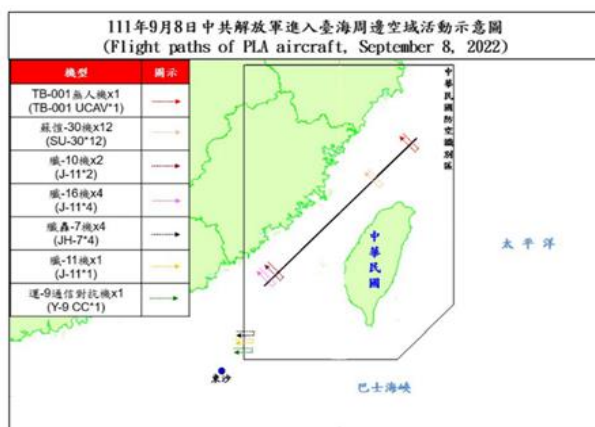 111年9月8日中共解放軍進入臺海周邊空域活動示意圖
(Flight paths of PLA aircraft, September 8, 2022)
機型 圖示
TB-001無人機x1
(TB-001 UCAV*1)
蘇愷-30機x12
(SU-30*12)
殲-10機x2
(J-11*2)
殲-16機x4
(J-11*4)
殲轟-7機x4
(JH-7*4)
殲-11機x1
(J-11*1)
運-9通信對抗機x1
(Y-9 CC*1)
中華民國防空識別區
中華民國
太平洋
東沙
巴士海峽